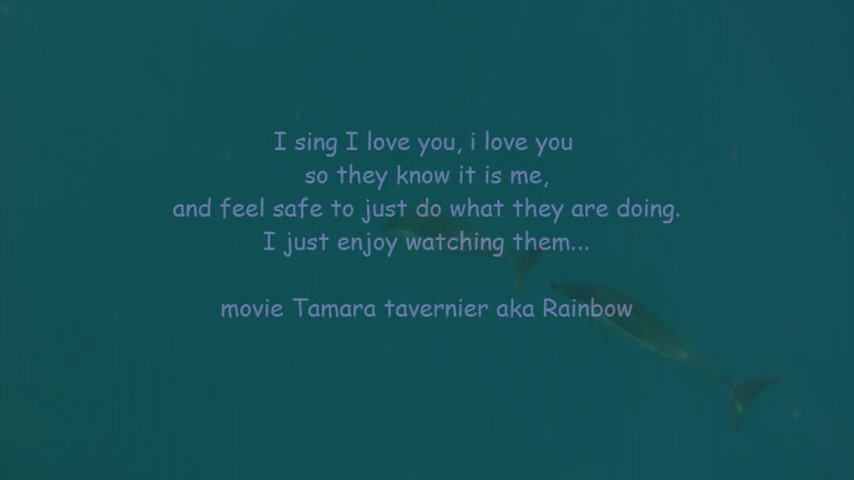 I sing I love you, i love you
so they know it is me,
and feel safe to just do what they are doing.
I just enjoy watching them...
movie Tamara tavernier aka Rainbow